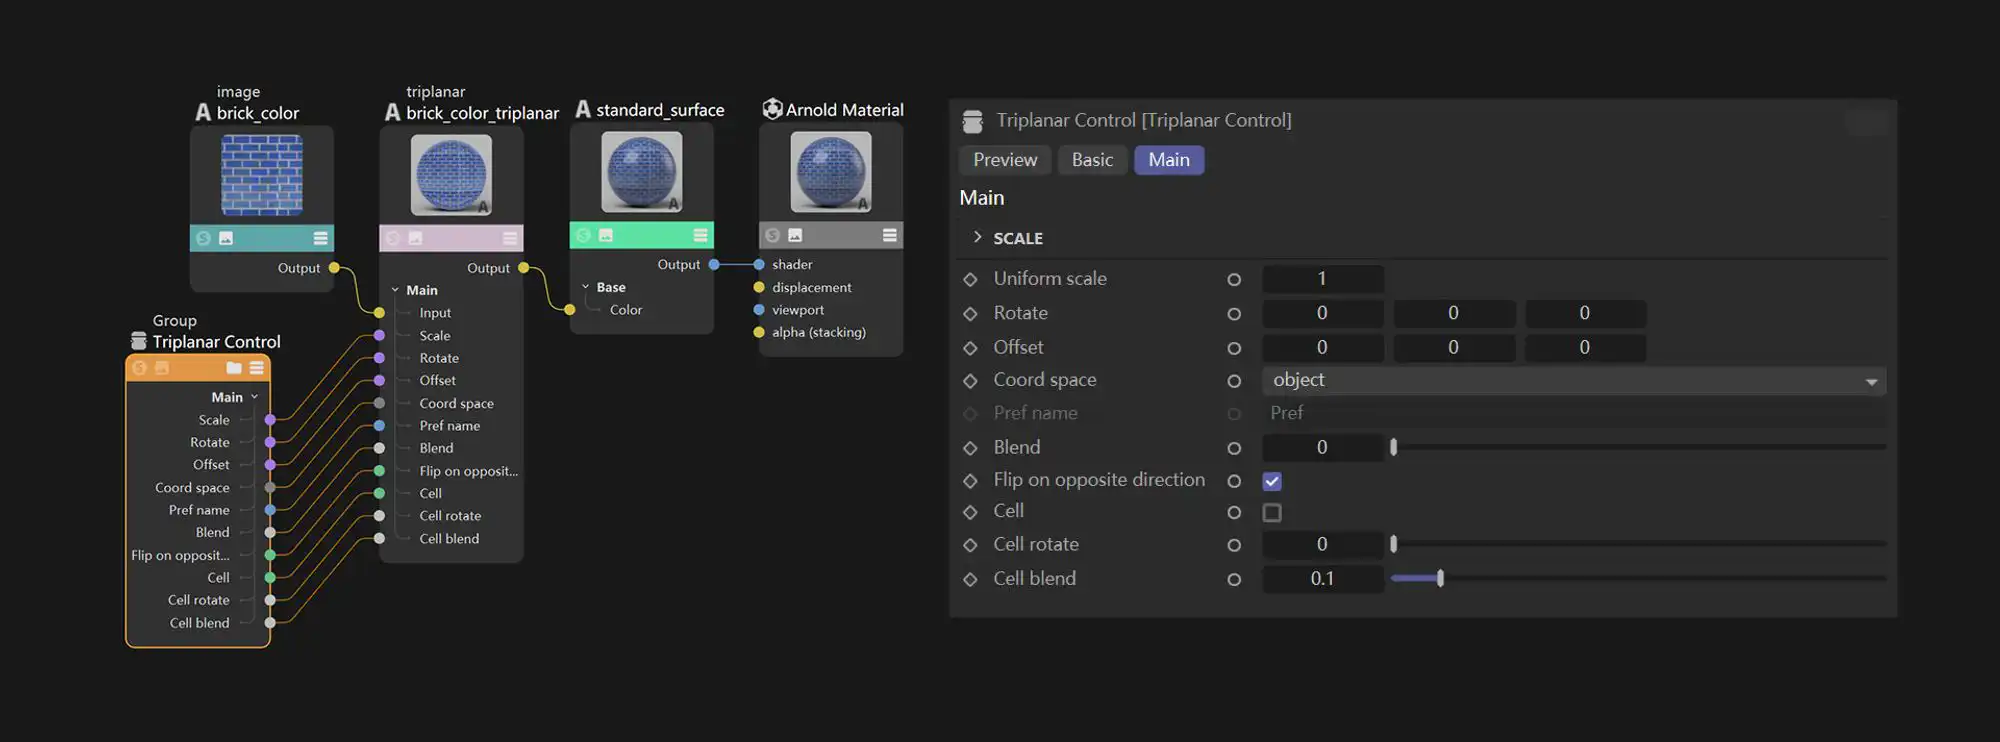 image
brick_color
Output
triplanar
brick_color_triplanar
Output
Main
Input
Scale
Rotate
Offset
Coord space
Pref name
Blend
Flip on opposit...
Cell
Cell rotate
Cell blend
standard_surface
Output
Base
Color
Arnold Material
shader
displacement
viewport
alpha (stacking)
Group
Triplanar Control
Main
Scale
Rotate
Offset
Coord space
Pref name
Blend
Flip on opposit...
Cell
Cell rotate
Cell blend
Triplanar Control [Triplanar Control]
Preview Basic Main
Main
SCALE
Uniform scale 1
Rotate 0 0 0
Offset 0 0 0
Coord space object
Pref name Pref
Blend 0
Flip on opposite direction
Cell
Cell rotate 0
Cell blend 0.1